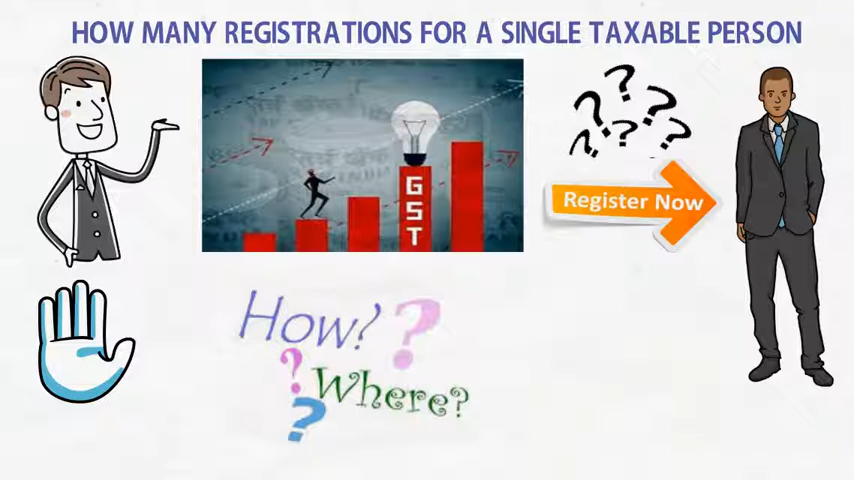 HOW MANY REGISTRATIONS FOR A SINGLE TAXABLE PERSON
GST
? ? ? ? ? ?
Register Now
How? ?
? Where?
?